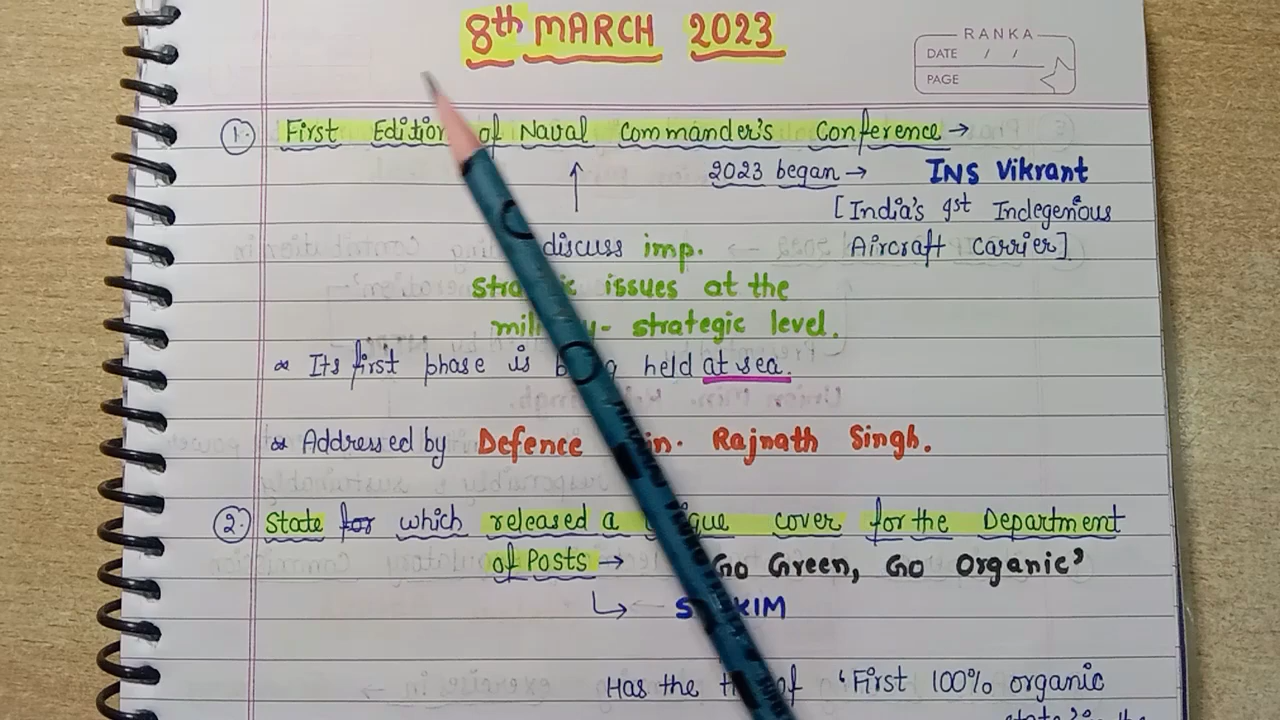 8th MARCH 2023
RANKA
DATE / /
PAGE
1. First Edition of Naval Commander's Conference →
2023 began → INS Vikrant
[India's 1st Indegenious
discuss imp. Aircraft Carrier]
issues at the
strategic level.
* Its first phase is held at sea.
* Addressed by Defence Rajnath Singh.
2. State for which released a cover for the Department
of Posts → Go Green, Go Organic'
↳
Has the of 'First 100% organic